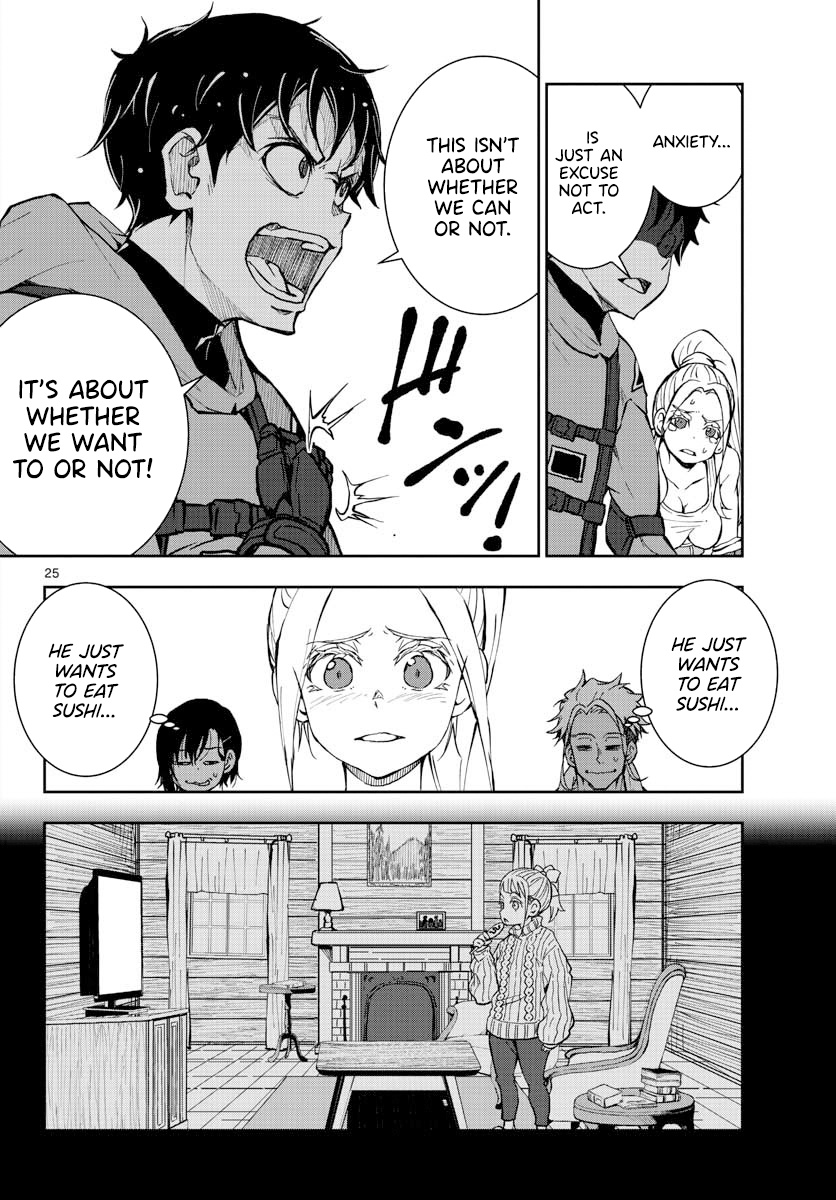 ANXIETY...
IS
JUST AN
EXCUSE
NOT TO
ACT.
THIS ISN'T
ABOUT
WHETHER
WE CAN
OR NOT.
IT'S ABOUT
WHETHER
WE WANT
TO OR NOT!
ドンッ!
25
HE JUST
WANTS
TO EAT
SUSHI...
HE JUST
WANTS
TO EAT
SUSHI...